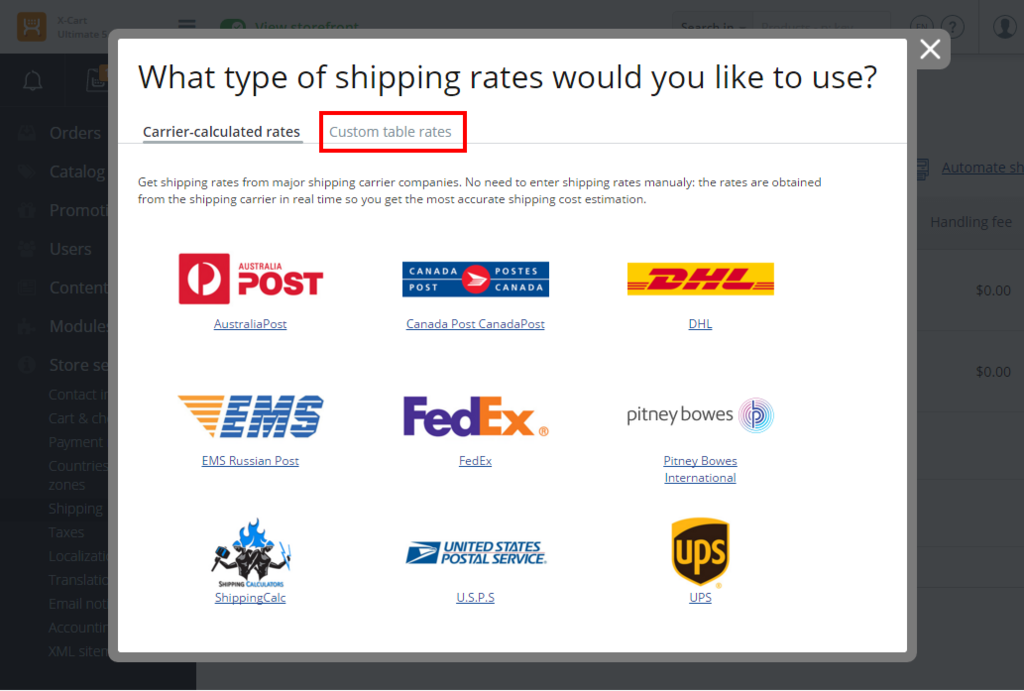 X-Cart
Ultimate 5
View storefront
Search in
EN
?
What type of shipping rates would you like to use?
Carrier-calculated rates
Custom table rates
Get shipping rates from major shipping carrier companies. No need to enter shipping rates manualy: the rates are obtained
from the shipping carrier in real time so you get the most accurate shipping cost estimation.
AUSTRALIA
POST
AustraliaPost
CANADA POSTES
POST CANADA
Canada Post CanadaPost
DHL
DHL
EMS
EMS Russian Post
FedEx®
FedEx
pitney bowes
Pitney Bowes
International
SHIPPING CALCULATORS
ShippingCalc
UNITED STATES
POSTAL SERVICE®
U.S.P.S
ups
UPS
Orders
Catalog
Promoti
Users
Content
Modules
Store se
Contact in
Cart & che
Payment
Countries
zones
Shipping
Taxes
Localizati
Translatio
Email not
Accountin
XML sitem
Automate sh
Handling fee
$0.00
$0.00